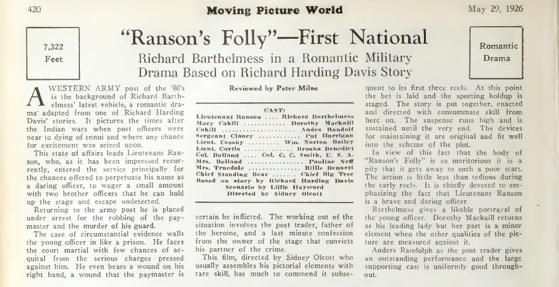 420
Moving Picture World
May 29, 1926
7,322
Feet
"Ranson's Folly"—First National
Richard Barthelmess in a Romantic Military
Drama Based on Richard Harding Davis Story
Romantic
Drama
A WESTERN ARMY post of the '80's
is the background of Richard Barth-
elmess' latest vehicle, a romantic dra-
ma adapted from one of Richard Harding
Davis' stories. It pictures the times after
the Indian wars when post officers were
near to dying of ennui and where any chance
for excitement was seized upon.
This state of affairs leads Lieutenant Ran-
son, who, as it has been impressed recur-
rently, entered the service principally for
the chances offered to perpetuate his name as
a daring officer, to wager a small amount
with two brother officers that he can hold
up the stage and escape undetected.
Returning to the army post he is placed
under arrest for the robbing of the pay-
master and the murder of his guard.
The case of circumstantial evidence walls
the young officer in like a prison. He faces
the court martial with few chances of ac-
quital from the serious charges pressed
against him. He even bears a wound on his
right hand, a wound that the paymaster is
Reviewed by Peter Milne
CAST:
Lieutenant Ranson .... Richard Barthelmess
Mary Cahill .... Dorothy Mackaill
Cahill .... Anders Randolf
Sergeant Clancy .... Pat Hartigan
Lieut. Crosby .... Wm. Norton Bailey
Lieut. Curtis .... Brooks Benedict
Col. Bolland .... Col. C. C. Smith, U. S. A.
Mrs. Bolland .... Pauline Neff
Mrs. Truesdale .... Billie Bennett
Chief Standing Bear .... Chief Big Tree
Based on story by Richard Harding Davis
Scenario by Lillie Hayward
Directed by Sidney Olcott
certain he inflicted. The working out of the
situation involves the post trader, father of
the heroine, and a last minute confession
from the owner of the stage that convicts
his partner of the crime.
This film, directed by Sidney Olcott who
usually assembles his pictorial elements with
rare skill, has much to commend it subse-
quent to its first three reels. At this point
the bet is laid and the sporting holdup is
staged. The story is put together, enacted
and directed with consummate skill from
here on. The suspense runs high and is
sustained until the very end. The devices
for maintaining it are original and fit well
into the scheme of the plot.
In view of this fact that the body of
"Ranson's Folly" is so meritorious it is a
pity that it gets away to such a poor start.
The action is little less than tedious during
the early reels. It is chiefly devoted to em-
phasizing the fact that Lieutenant Ranson
is a brave and daring officer.
Barthelmess gives a likable portrayal of
the young officer. Dorothy Mackaill returns
as his leading lady but her part is a minor
element when the other qualities of the pic-
ture are measured against it.
Anders Randolph as the post trader gives
an outstanding performance and the large
supporting cast is uniformly good through-
out.